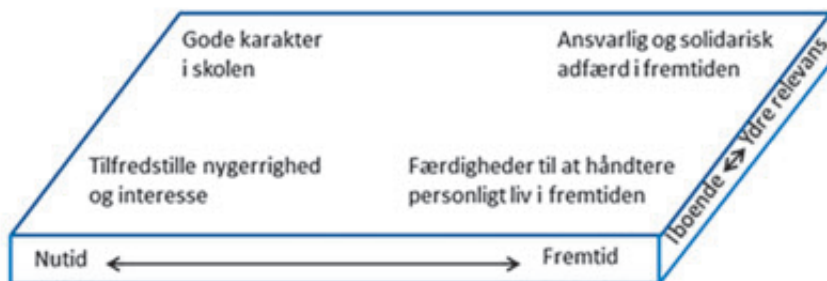 Gode karakter
i skolen
Ansvarlig og solidarisk
adfærd i fremtiden
Tilfredstille nygerrighed
og interesse
Færdigheder til at håndtere
personligt liv i fremtiden
Iboende Ydre relevans
Nutid Fremtid